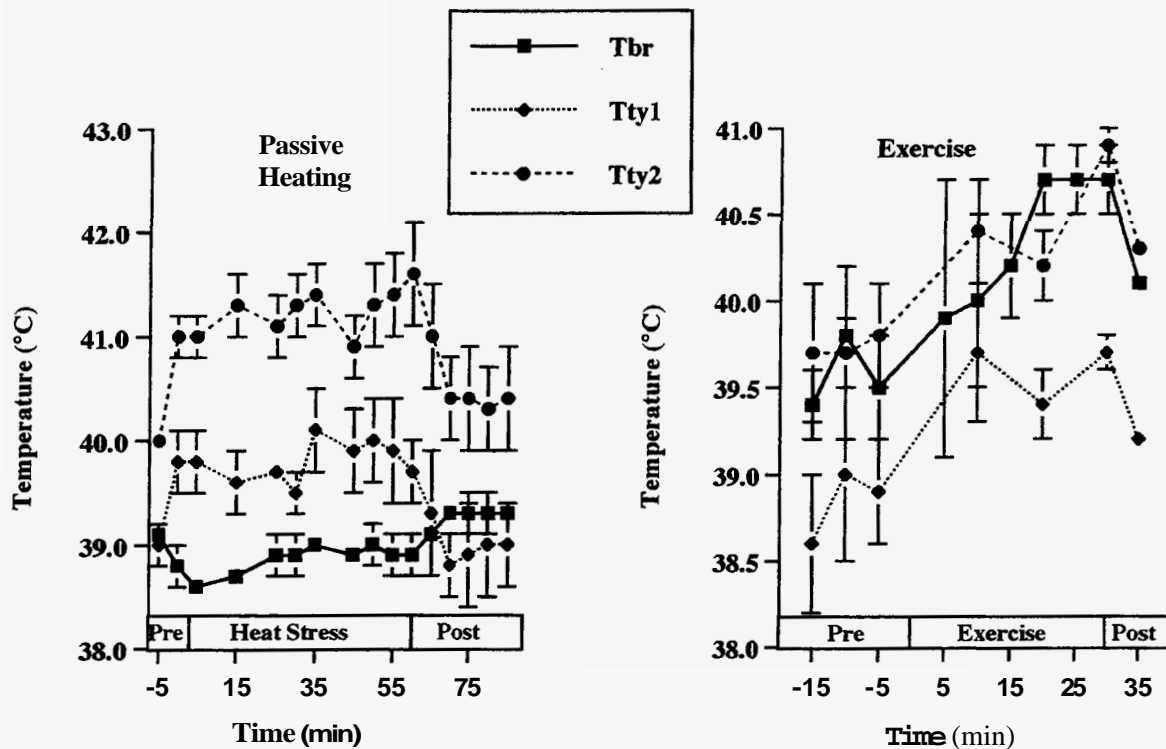 Tbr
Tty1
Tty2
Passive
Heating
43.0
42.0
41.0
40.0
39.0
38.0
Temperature (°C)
Pre
Heat Stress
Post
-5
15
35
55
75
Time (min)
Exercise
41.0
40.5
40.0
39.5
39.0
38.5
38.0
Temperature (°C)
Pre
Exercise
Post
-15
-5
5
15
25
35
Time (min)